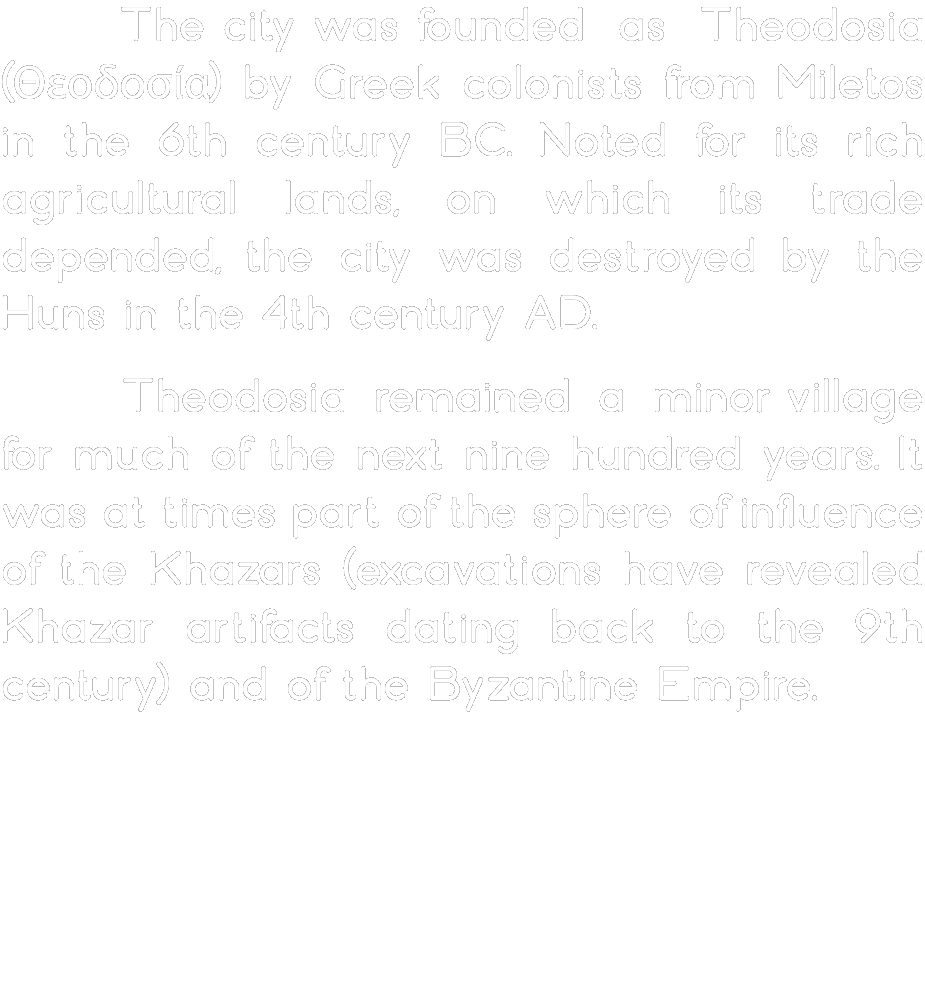 The city was founded as Theodosia
(Θεοδοσία) by Greek colonists from Miletos
in the 6th century BC. Noted for its rich
agricultural lands, on which its trade
depended, the city was destroyed by the
Huns in the 4th century AD.
Theodosia remained a minor village
for much of the next nine hundred years. It
was at times part of the sphere of influence
of the Khazars (excavations have revealed
Khazar artifacts dating back to the 9th
century) and of the Byzantine Empire.